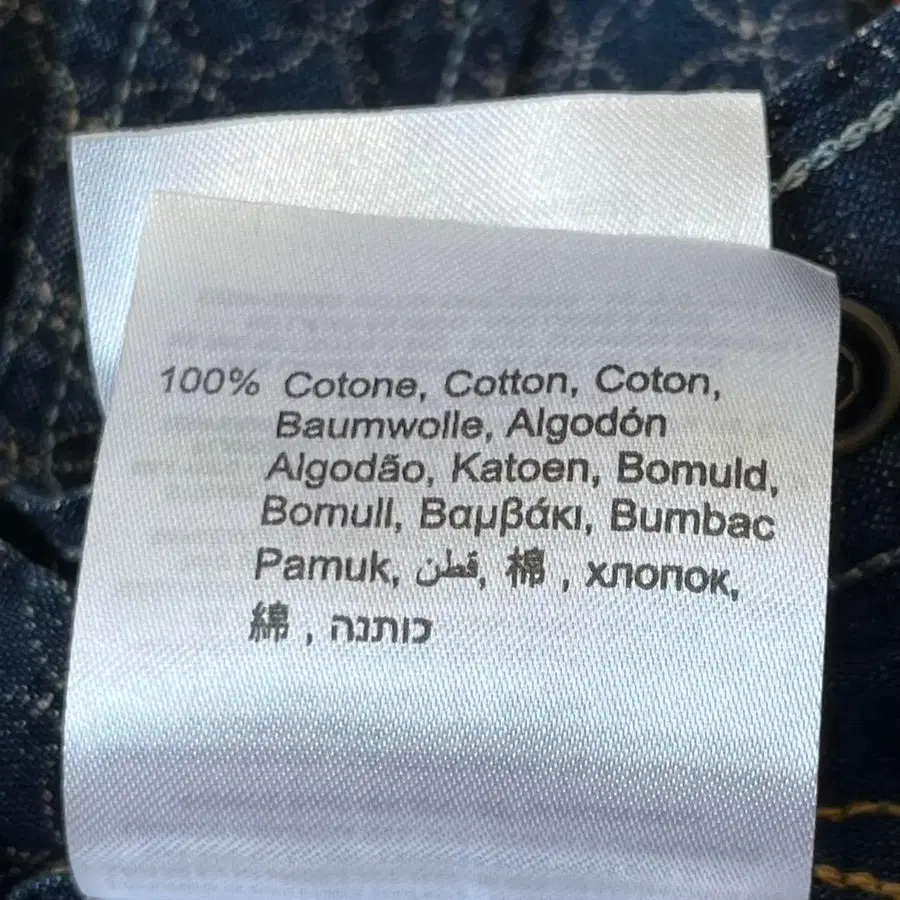 100% Cotone, Cotton, Coton,
Baumwolle, Algodón
Algodão, Katoen, Bomuld,
Bomull, Βαμβάκι, Bumbac
Pamuk, قطن, 棉 , хлопок,
綿 , כותנה